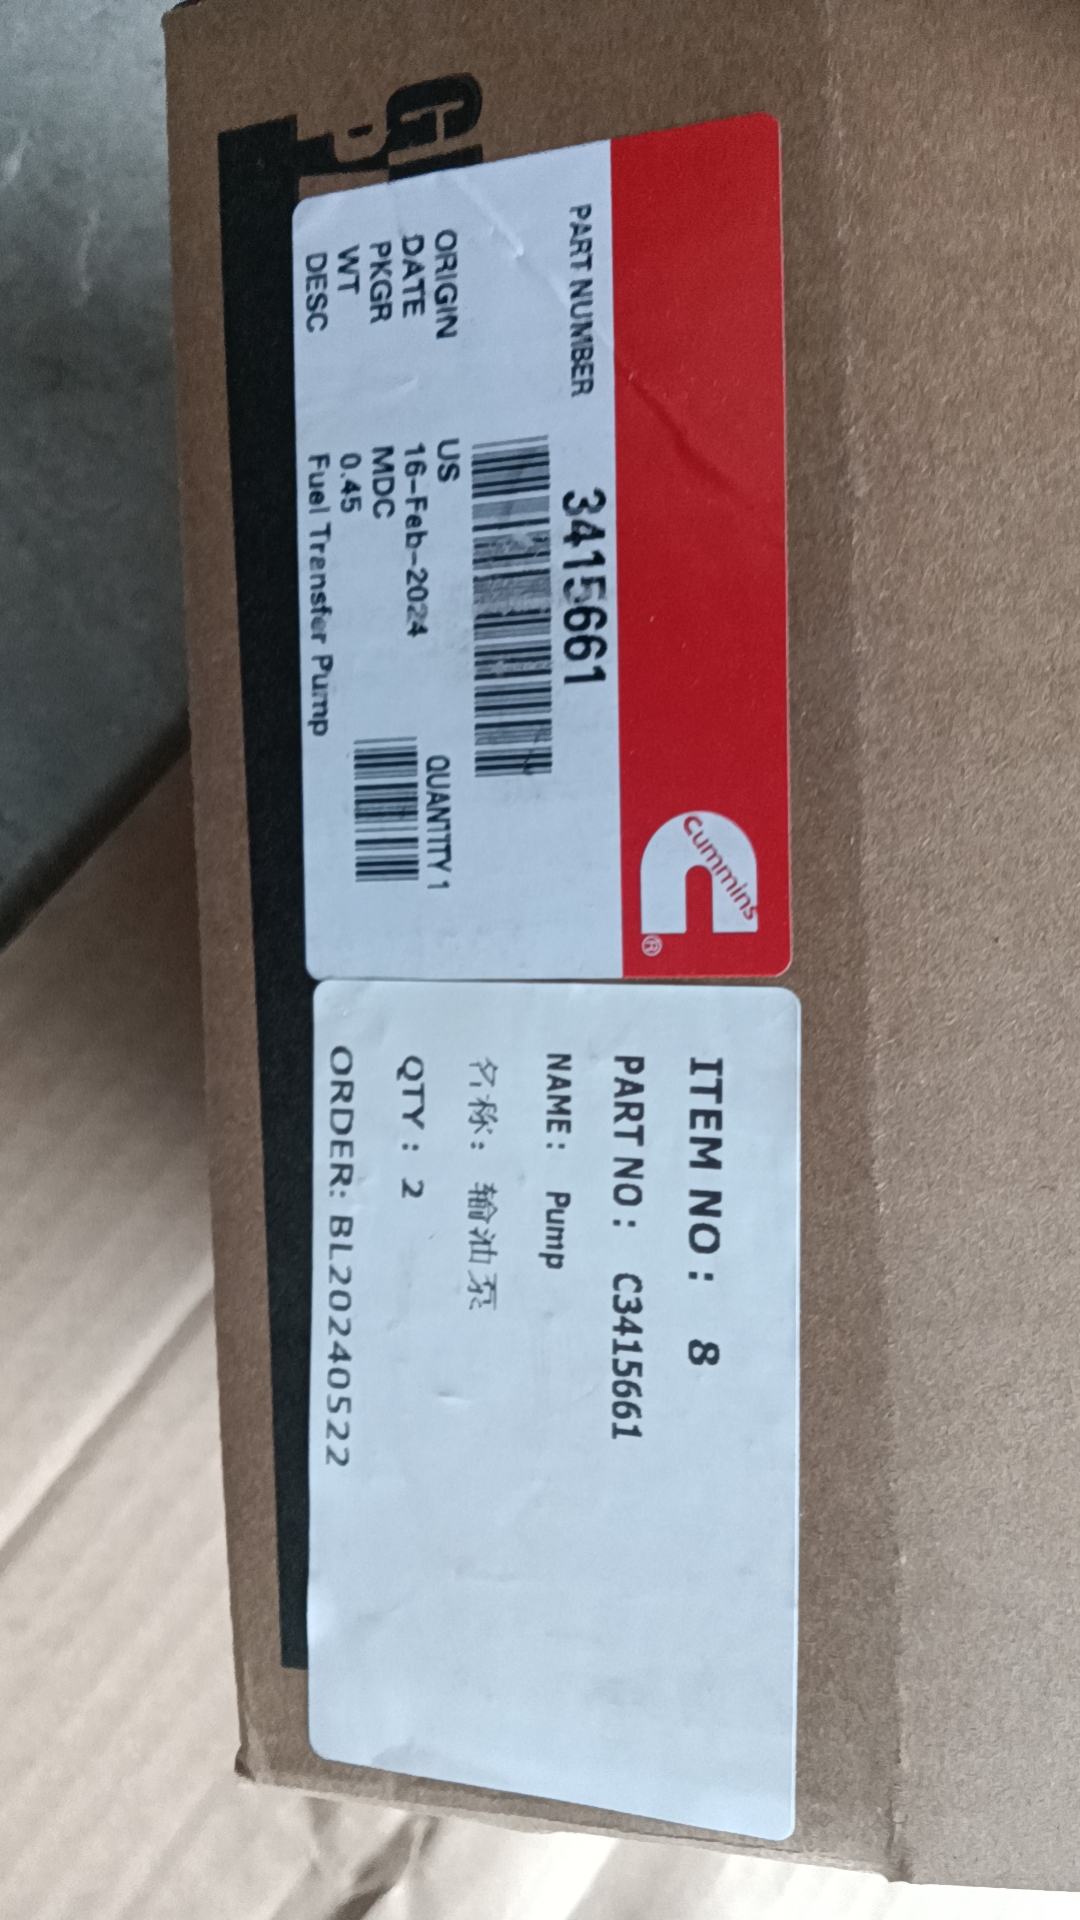 cummins®
PART NUMBER 3415661
ORIGIN US
QUANTITY 1
DATE 16-Feb-2024
PKGR MDC
WT 0.45
DESC Fuel Transfer Pump
ITEM NO: 8
PART NO: C3415661
NAME: Pump
名称: 输油泵
QTY: 2
ORDER: BL20240522